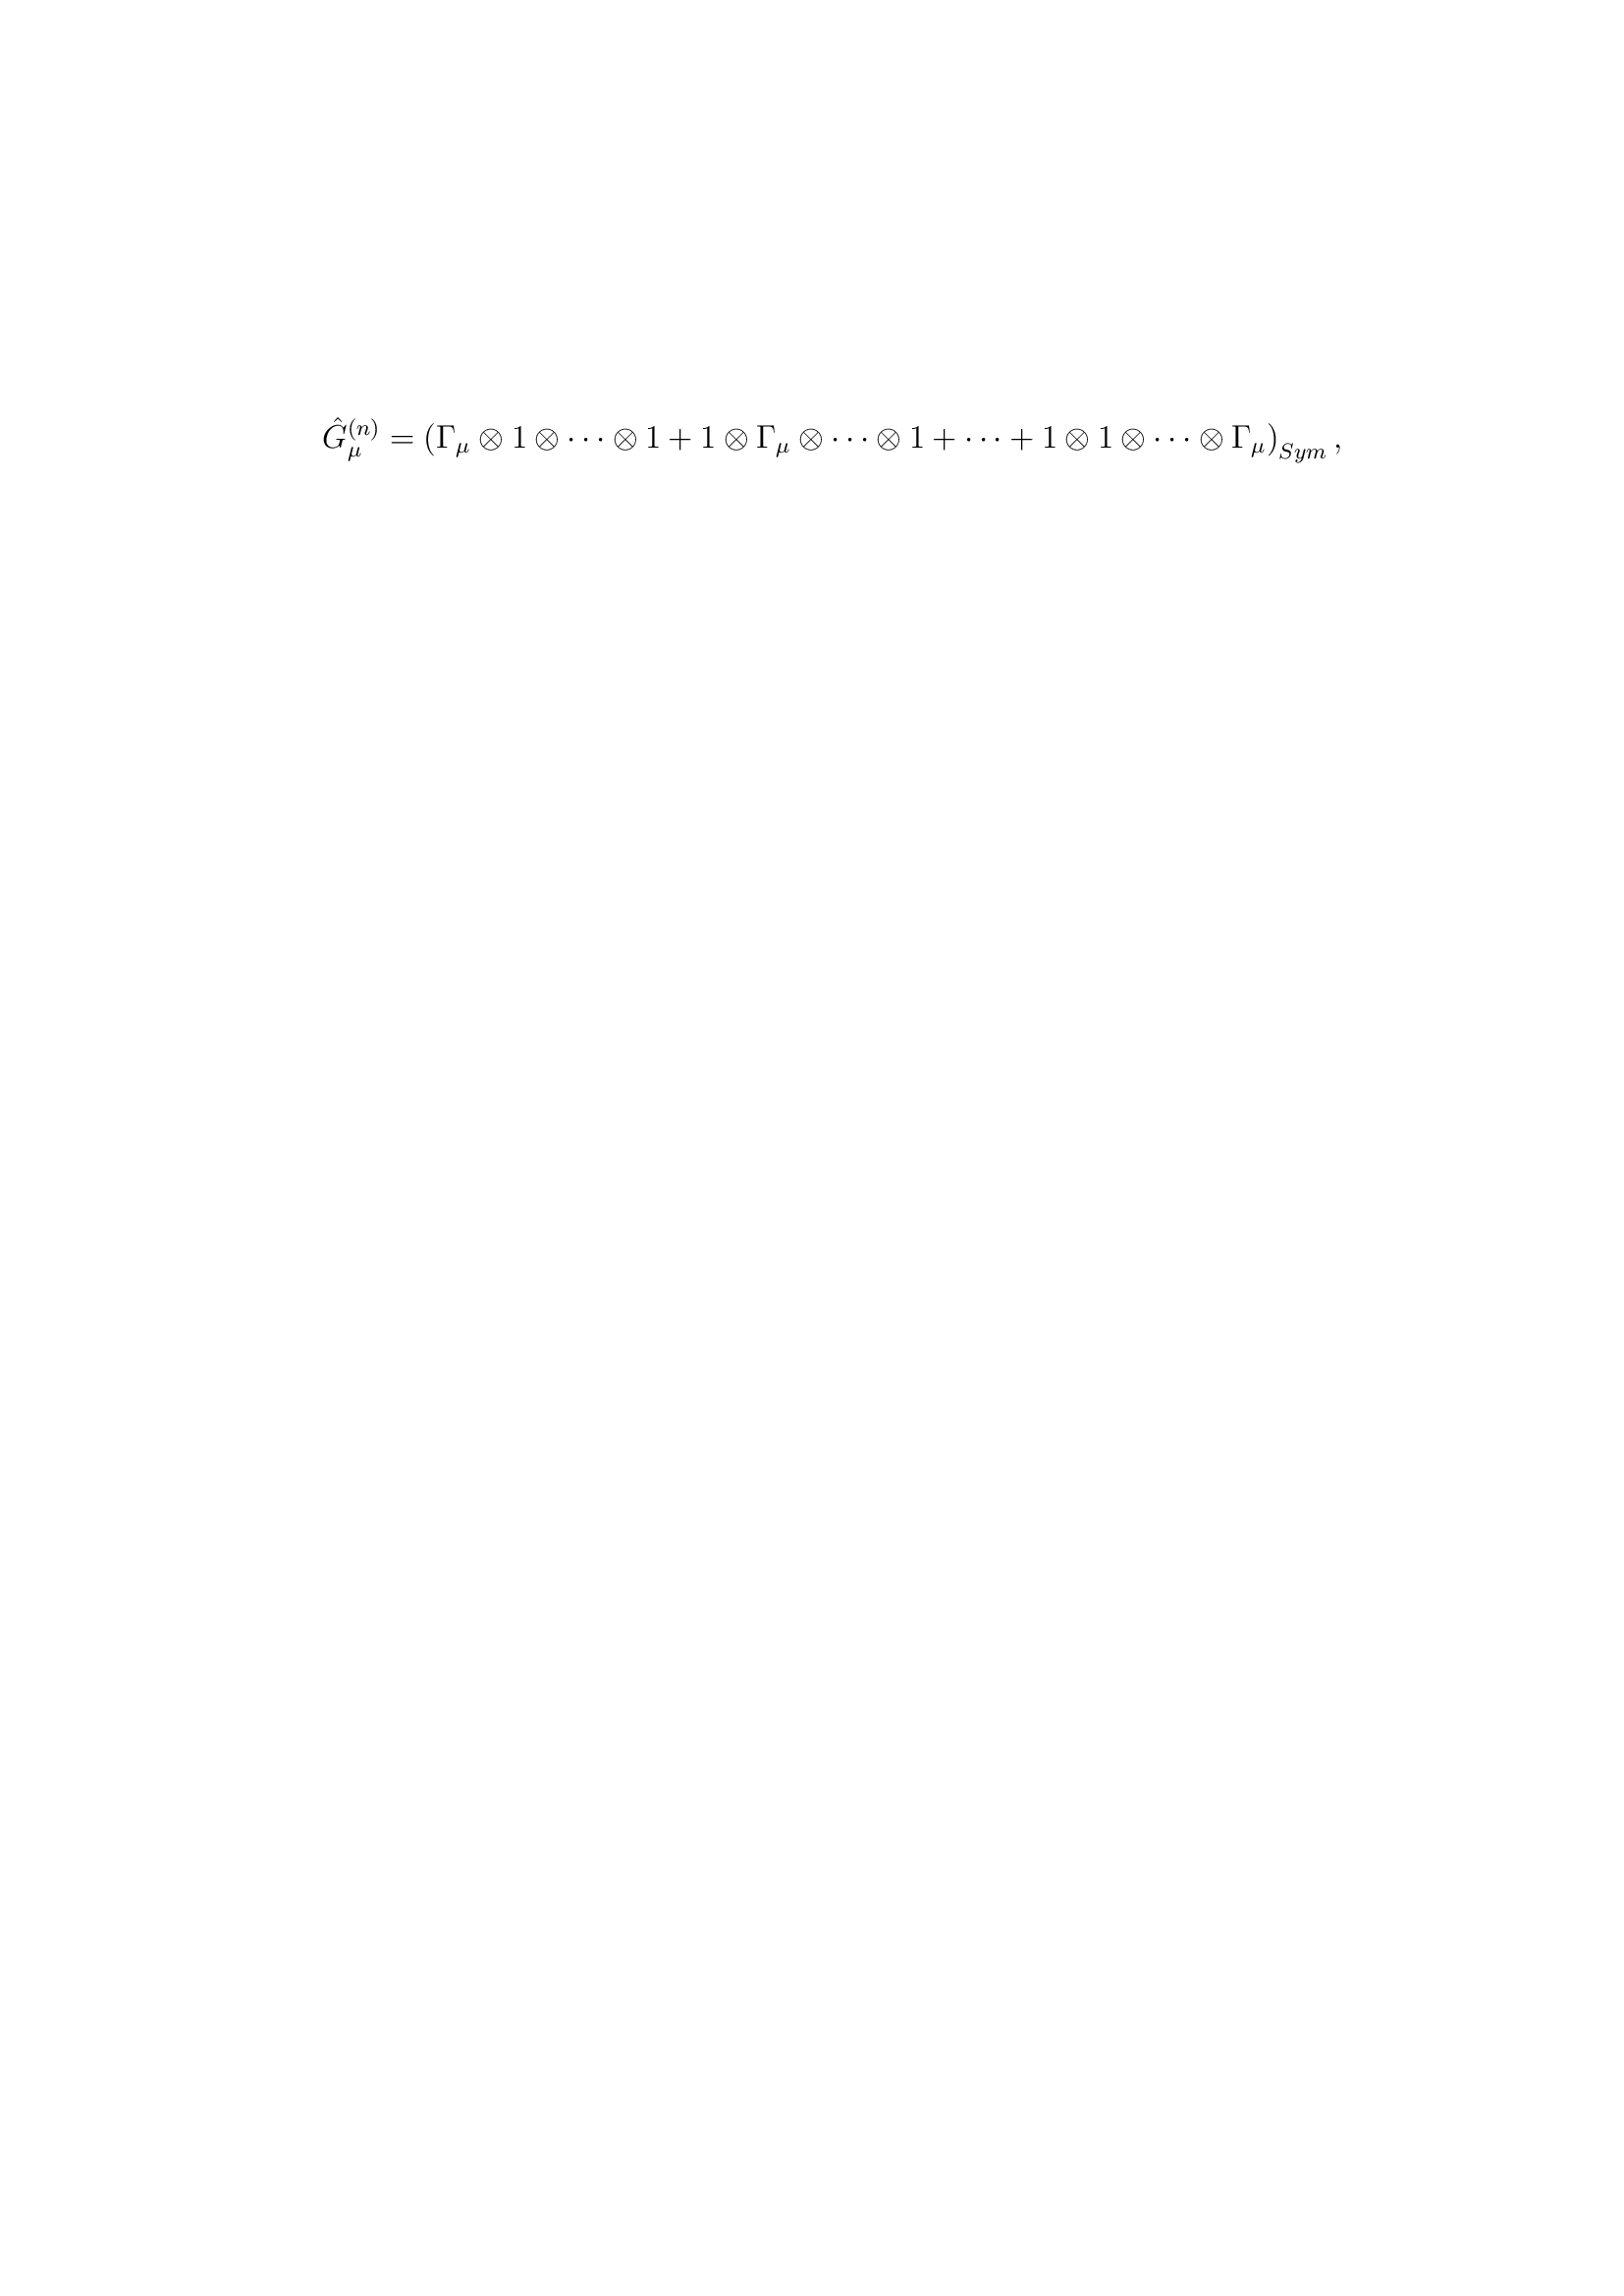 \hat{G}_{\mu}^{(n)} = (\Gamma_{\mu} \otimes 1 \otimes \cdots \otimes 1 + 1 \otimes \Gamma_{\mu} \otimes \cdots \otimes 1 + \cdots + 1 \otimes 1 \otimes \cdots \otimes \Gamma_{\mu})_{Sym} ,